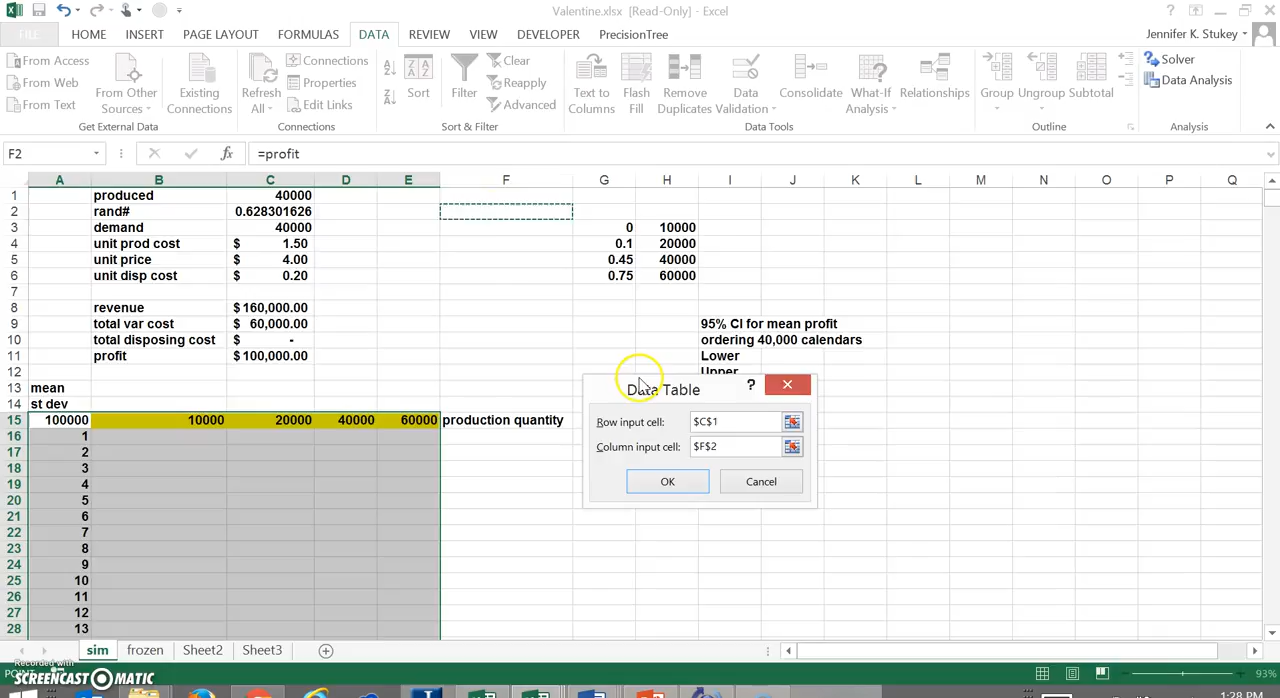 Valentine.xlsx [Read-Only] - Excel
FILE HOME INSERT PAGE LAYOUT FORMULAS DATA REVIEW VIEW DEVELOPER PrecisionTree Jennifer K. Stukey
From Access
From Web
From Text
From Other Sources
Existing Connections
Get External Data
Refresh All
Connections
Properties
Edit Links
Connections
Sort
Filter
Clear
Reapply
Advanced
Sort & Filter
Text to Columns
Flash Fill
Remove Duplicates
Data Validation
Consolidate
What-If Analysis
Relationships
Data Tools
Group
Ungroup
Subtotal
Outline
Solver
Data Analysis
Analysis
F2 fx =profit
A B C D E F G H I J K L M N O P Q
1 produced 40000
2 rand# 0.628301626
3 demand 40000 0 10000
4 unit prod cost $ 1.50 0.1 20000
5 unit price $ 4.00 0.45 40000
6 unit disp cost $ 0.20 0.75 60000
7
8 revenue $ 160,000.00
9 total var cost $ 60,000.00 95% CI for mean profit
10 total disposing cost $ - ordering 40,000 calendars
11 profit $ 100,000.00 Lower
12 Upper
13 mean
14 st dev
15 100000 10000 20000 40000 60000 production quantity
16 1
17 2
18 3
19 4
20 5
21 6
22 7
23 8
24 9
25 10
26 11
27 12
28 13
Data Table ?
Row input cell: $C$1
Column input cell: $F$2
OK Cancel
sim frozen Sheet2 Sheet3
Recorded with
SCREENCAST MATIC
93%
1:28 PM